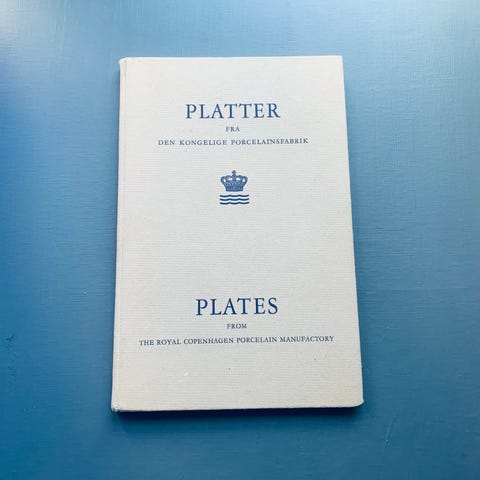 PLATTER
FRA
DEN KONGELIGE PORCELAINSFABRIK
PLATES
FROM
THE ROYAL COPENHAGEN PORCELAIN MANUFACTORY